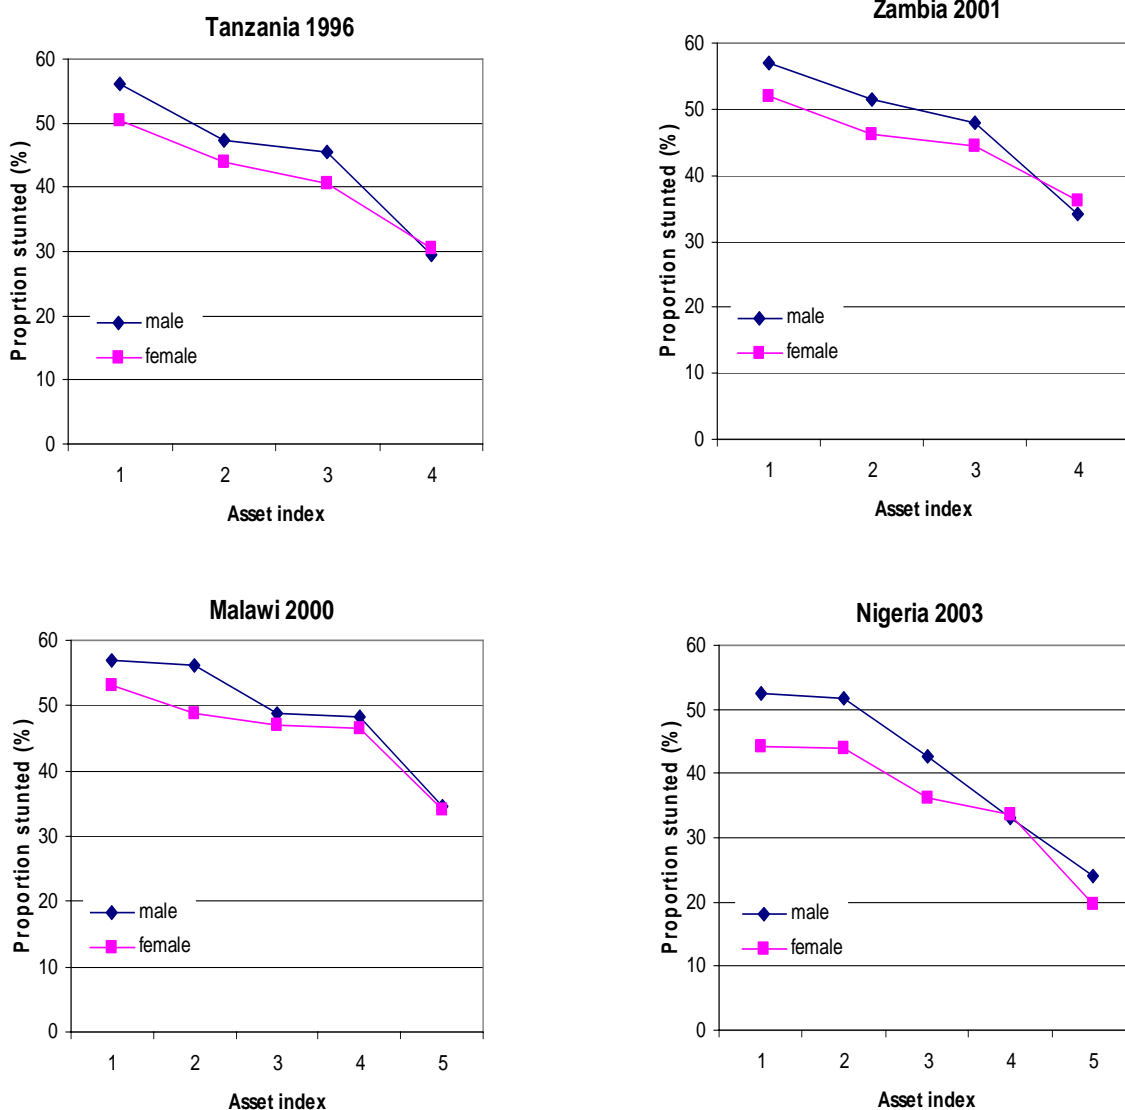 Tanzania 1996
Proprtion stunted (%)
60
50
40
30
20
10
0
male
female
1 2 3 4
Asset index
Zambia 2001
Proportion stunted (%)
60
50
40
30
20
10
0
male
female
1 2 3 4
Asset index
Malawi 2000
Proportion stunted (%)
60
50
40
30
20
10
0
male
female
1 2 3 4 5
Asset index
Nigeria 2003
Proportion stunted (%)
60
50
40
30
20
10
0
male
female
1 2 3 4 5
Asset index